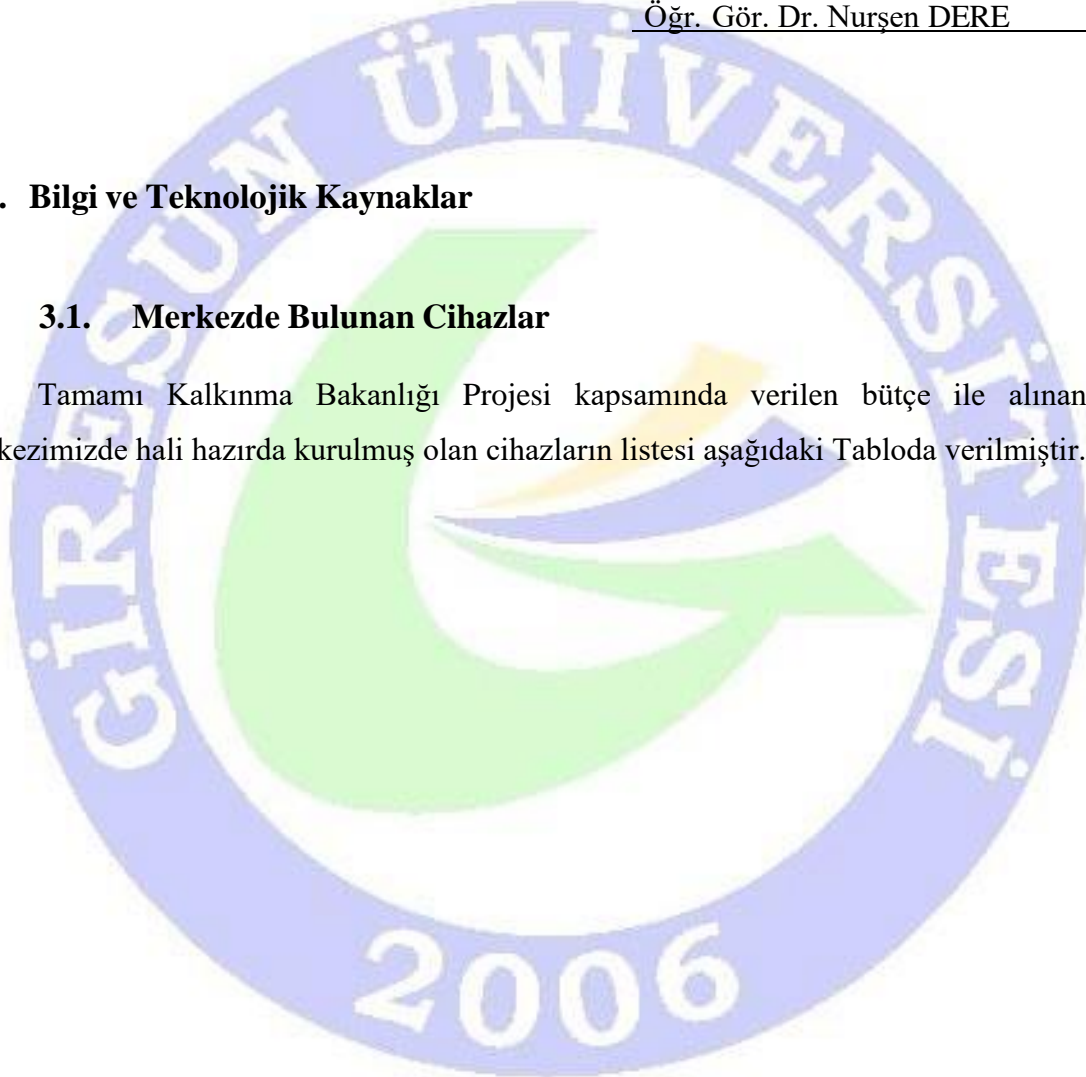 Öğr. Gör. Dr. Nurşen DERE
. Bilgi ve Teknolojik Kaynaklar
3.1. Merkezde Bulunan Cihazlar
Tamamı Kalkınma Bakanlığı Projesi kapsamında verilen bütçe ile alınan
kezimizde hali hazırda kurulmuş olan cihazların listesi aşağıdaki Tabloda verilmiştir.
GİRESUN ÜNİVERSİTESİ
2006